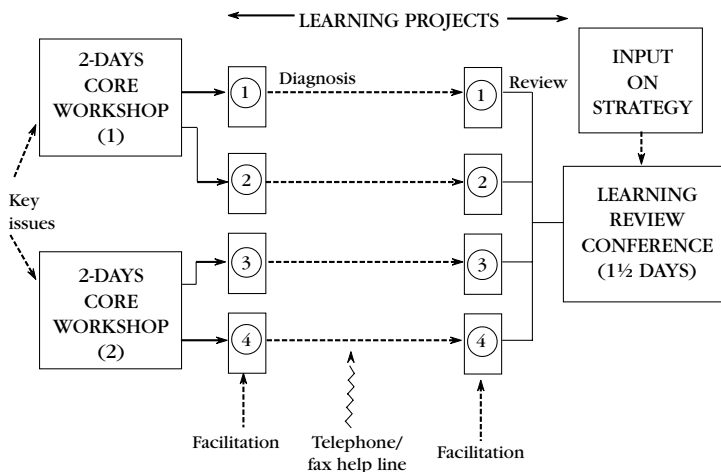 LEARNING PROJECTS
2-DAYS
CORE
WORKSHOP
(1)
1
Diagnosis
1
Review
INPUT
ON
STRATEGY
2
2
Key
issues
LEARNING
REVIEW
CONFERENCE
(1½ DAYS)
2-DAYS
CORE
WORKSHOP
(2)
3
3
4
4
Facilitation
Telephone/
fax help line
Facilitation